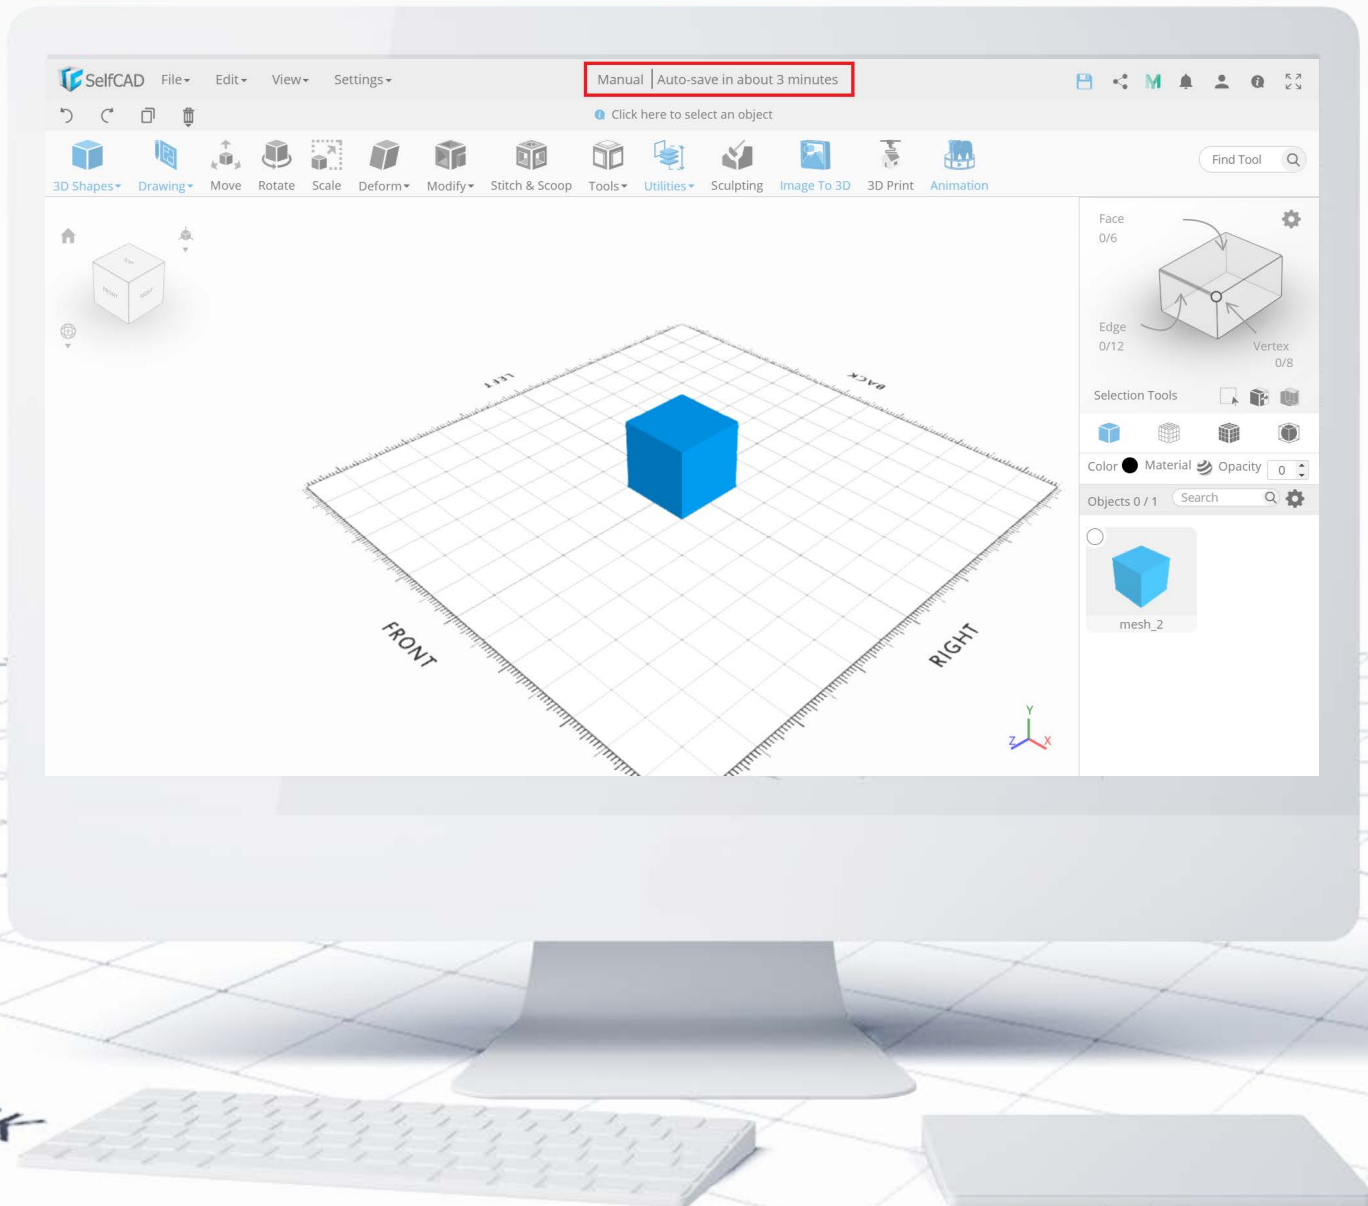 SelfCAD File Edit View Settings Manual Auto-save in about 3 minutes
Click here to select an object
3D Shapes Drawing Move Rotate Scale Deform Modify Stitch & Scoop Tools Utilities Sculpting Image To 3D 3D Print Animation Find Tool
TOP
FRONT RIGHT
LEFT
BACK
FRONT
RIGHT
Y
Z X
Face
0/6
Edge
0/12
Vertex
0/8
Selection Tools
Color Material Opacity 0
Objects 0 / 1 Search
mesh_2